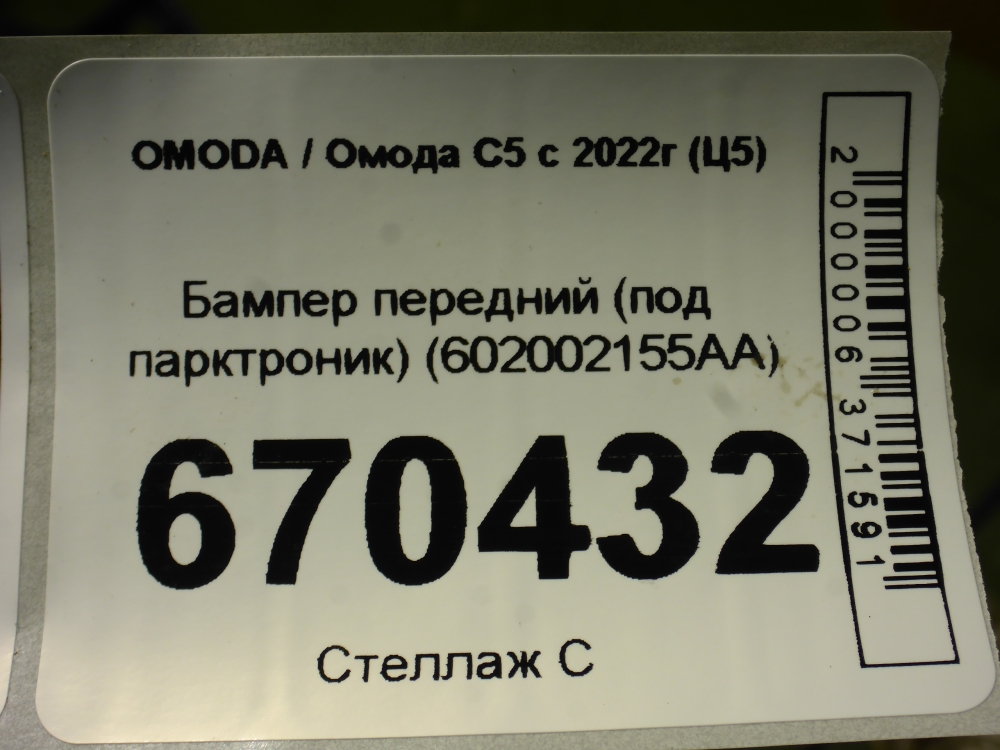 OMODA / Омода С5 с 2022г (Ц5)
Бампер передний (под
парктроник) (602002155AA)
670432
Стеллаж С
2000006371591